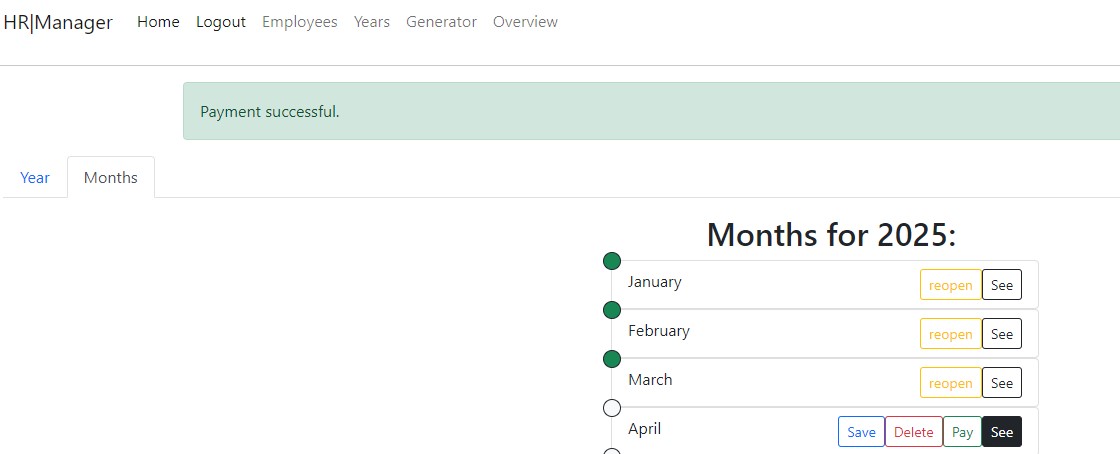 HR|Manager Home Logout Employees Years Generator Overview
Payment successful.
Year Months
Months for 2025:
January reopen See
February reopen See
March reopen See
April Save Delete Pay See